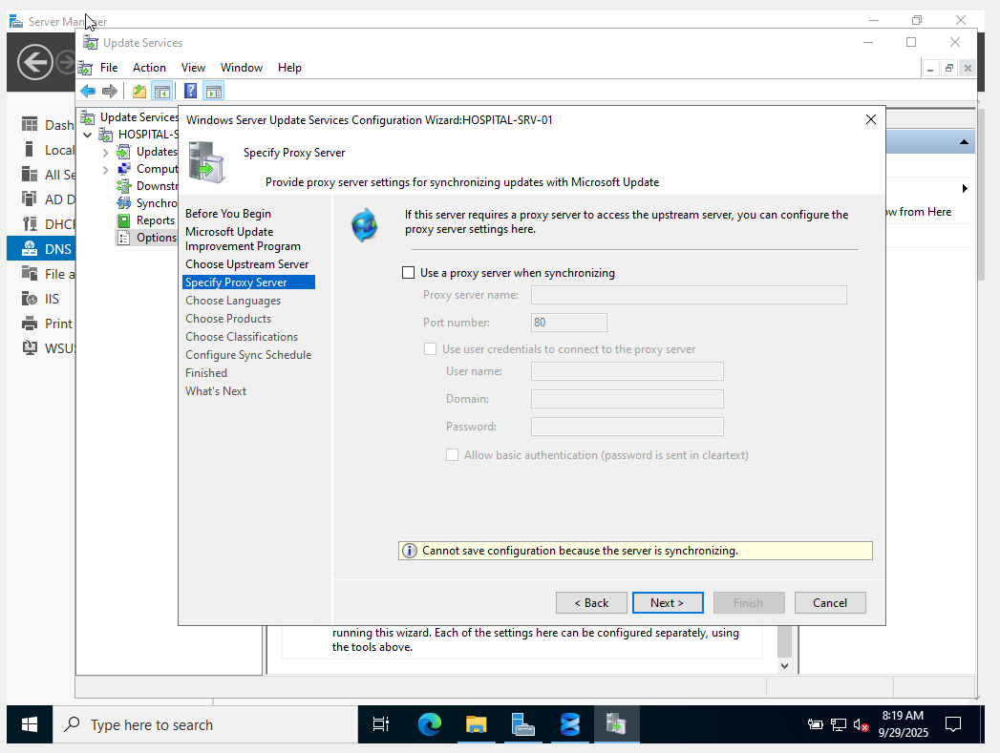 Server Manager
Update Services
File Action View Window Help
Update Services
HOSPITAL-S
Updates
Comput
Downstr
Synchro
Reports
Options
Dash
Local
All Se
AD D
DHCP
DNS
File a
IIS
Print
WSUS
Windows Server Update Services Configuration Wizard:HOSPITAL-SRV-01
Specify Proxy Server
Provide proxy server settings for synchronizing updates with Microsoft Update
Before You Begin
Microsoft Update
Improvement Program
Choose Upstream Server
Specify Proxy Server
Choose Languages
Choose Products
Choose Classifications
Configure Sync Schedule
Finished
What's Next
If this server requires a proxy server to access the upstream server, you can configure the
proxy server settings here.
Use a proxy server when synchronizing
Proxy server name:
Port number: 80
Use user credentials to connect to the proxy server
User name:
Domain:
Password:
Allow basic authentication (password is sent in cleartext)
Cannot save configuration because the server is synchronizing.
< Back Next > Finish Cancel
ow from Here
running this wizard. Each of the settings here can be configured separately, using
the tools above.
Type here to search
8:19 AM
9/29/2025